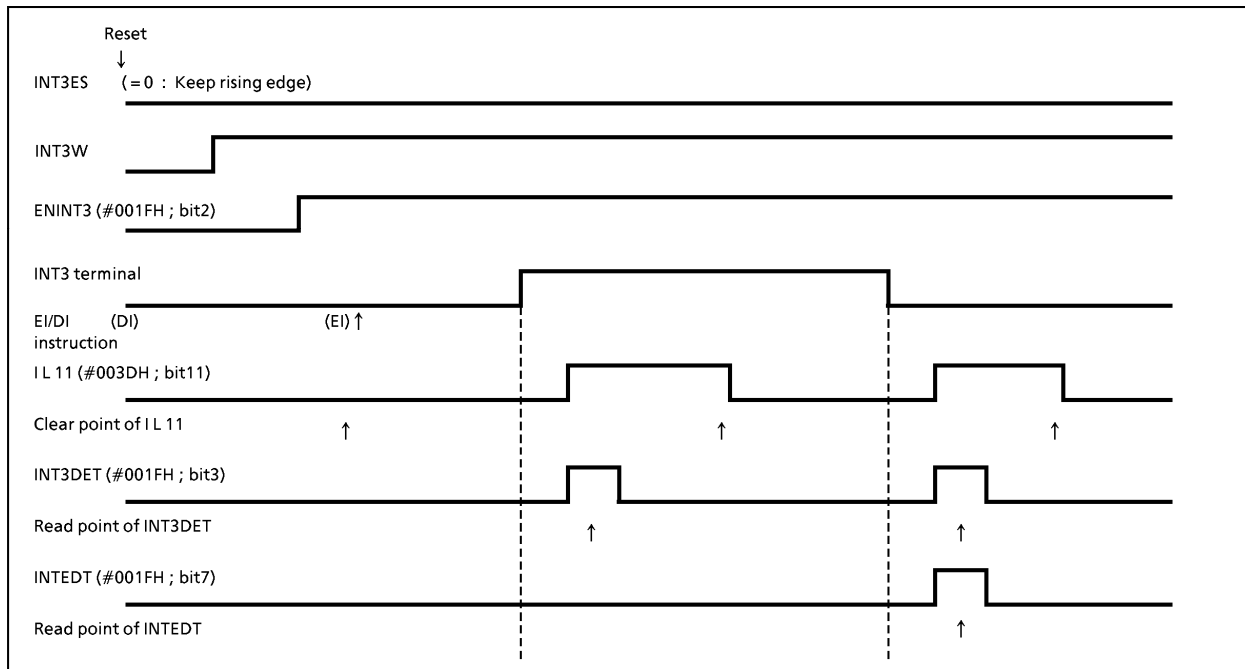 Reset
↓
INT3ES (=0 : Keep rising edge)
INT3W
ENINT3 (#001FH ; bit2)
INT3 terminal
EI/DI (DI) (EI) ↑
instruction
I L 11 (#003DH ; bit11)
Clear point of I L 11 ↑ ↑ ↑
INT3DET (#001FH ; bit3)
Read point of INT3DET ↑ ↑
INTEDT (#001FH ; bit7)
Read point of INTEDT ↑